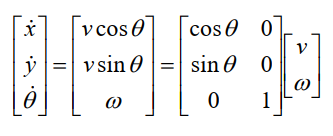 [ẋ; ẏ; θ̇] = [v cos θ; v sin θ; ω] = [cos θ 0; sin θ 0; 0 1] [v; ω]